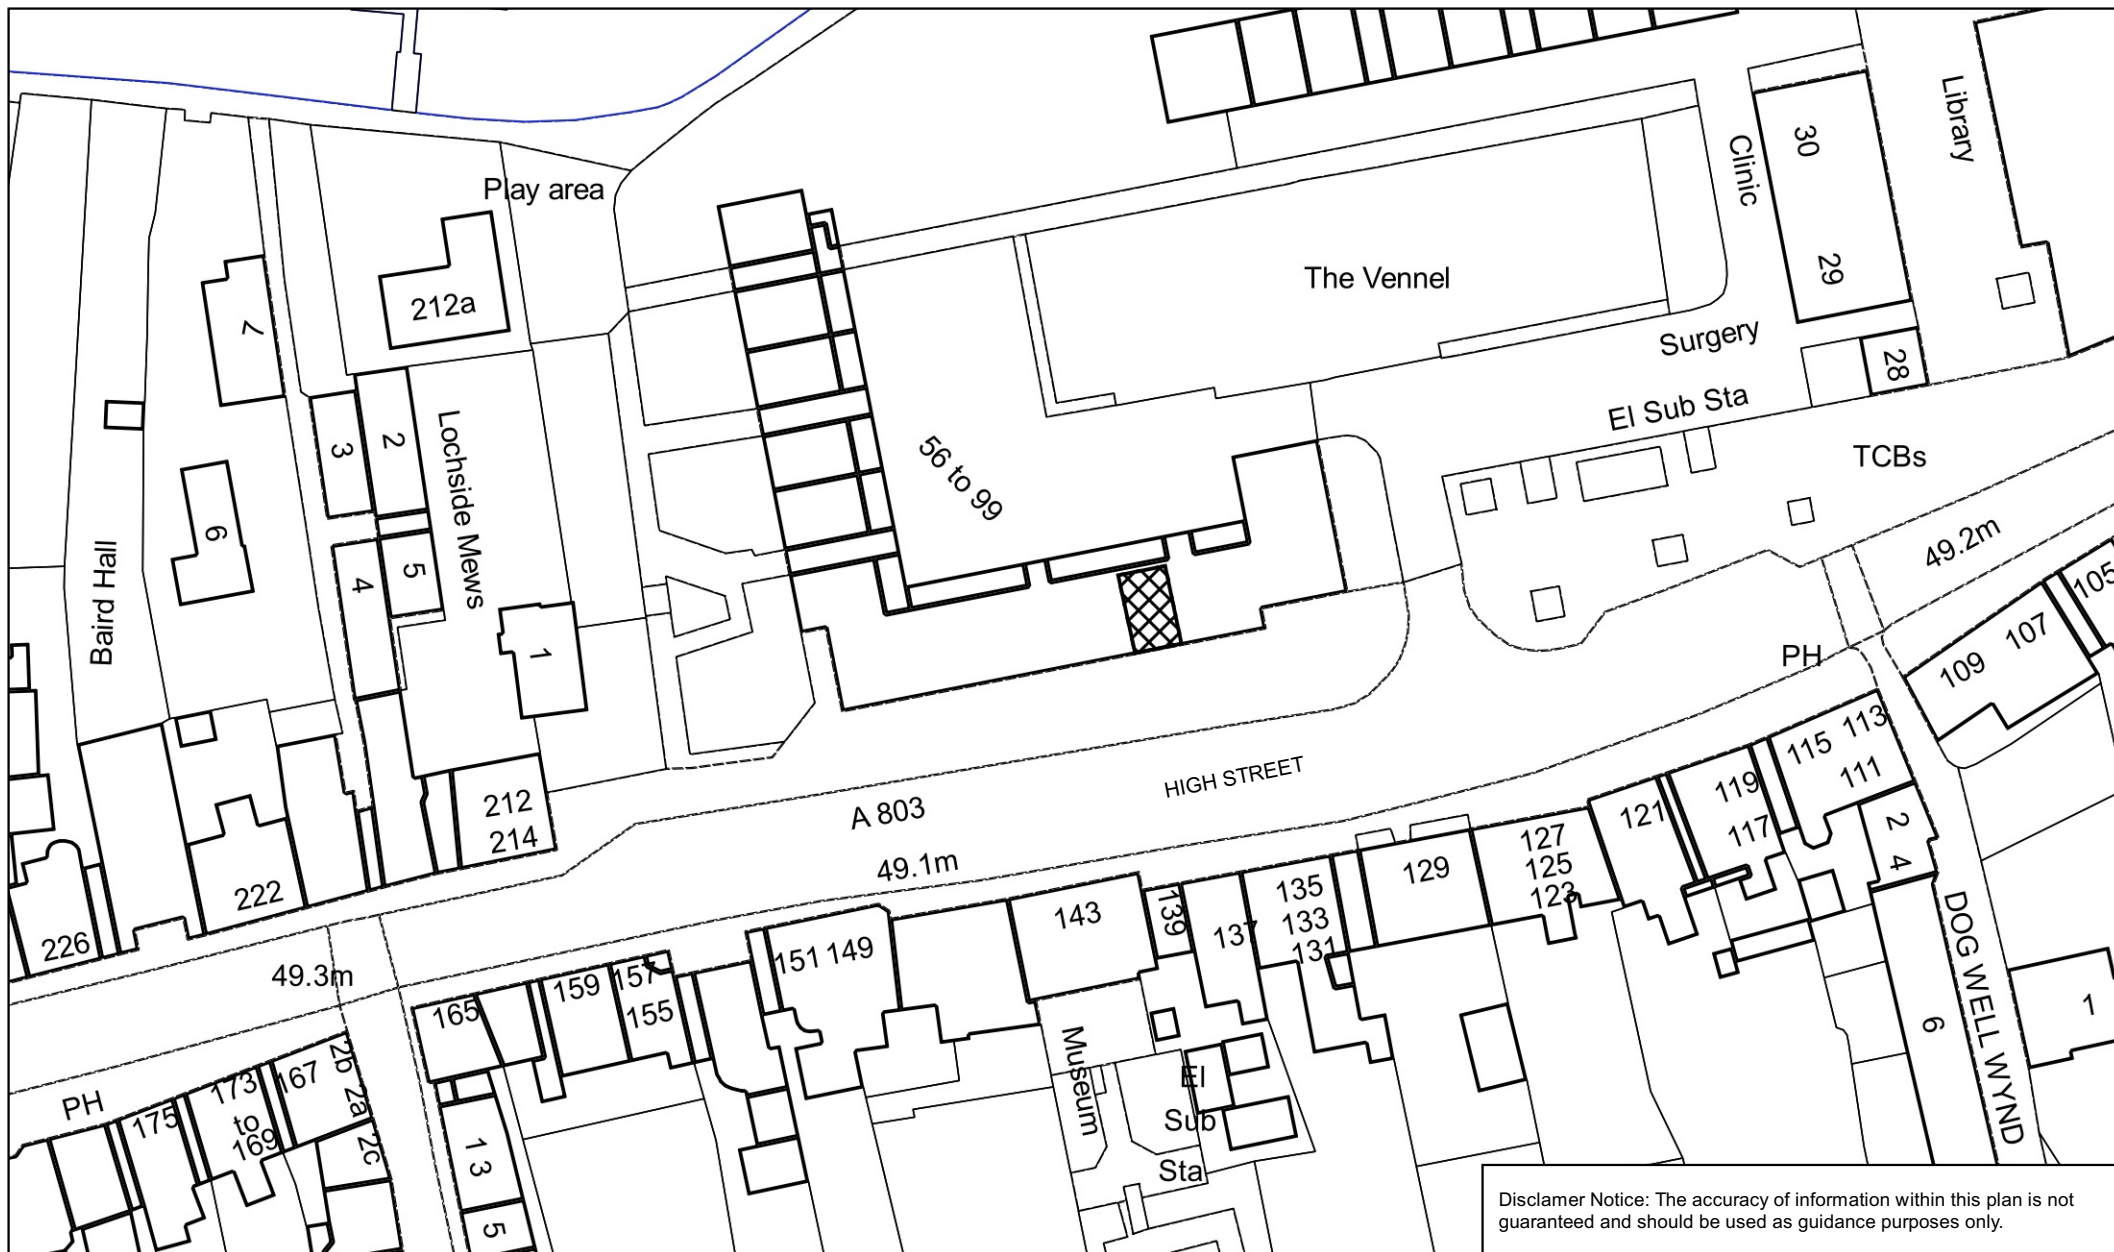 Library
30
Clinic
Play area
29
The Vennel
212a
7
Surgery
28
El Sub Sta
3
2
Lochside Mews
56 to 99
TCBs
49.2m
6
Baird Hall
4
5
105
107
109
PH
1
113
115
111
HIGH STREET
A 803
212
214
119
117
121
2
4
127
125
123
49.1m
129
135
133
131
139
143
137
222
226
DOG WELL WYND
151
149
49.3m
157
159
155
165
1
6
Museum
El
Sub
Sta
2b
2a
167
173
to
169
PH
175
2c
1
3
5
Disclamer Notice: The accuracy of information within this plan is not
guaranteed and should be used as guidance purposes only.